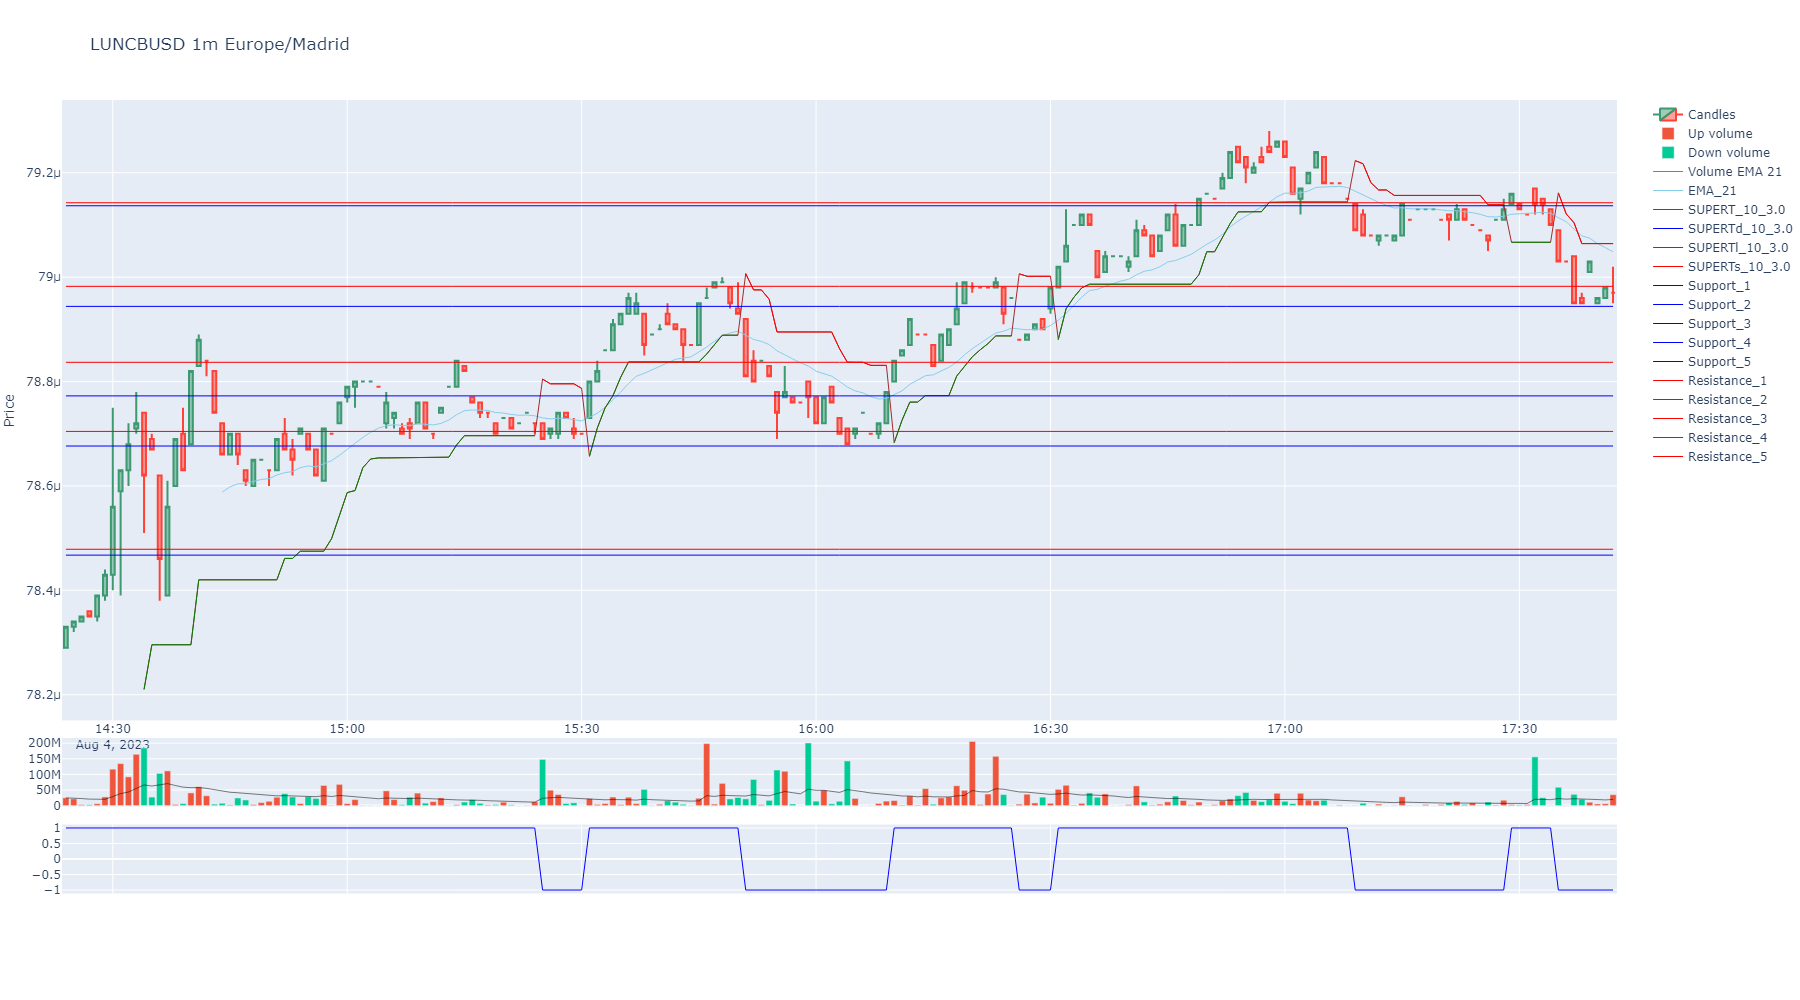 LUNCBUSD 1m Europe/Madrid
Candles
Up volume
Down volume
Volume EMA 21
EMA_21
SUPERT_10_3.0
SUPERTd_10_3.0
SUPERTl_10_3.0
SUPERTs_10_3.0
Support_1
Support_2
Support_3
Support_4
Support_5
Resistance_1
Resistance_2
Resistance_3
Resistance_4
Resistance_5
Price
79.2μ
79μ
78.8μ
78.6μ
78.4μ
78.2μ
14:30 15:00 15:30 16:00 16:30 17:00 17:30
Aug 4, 2023
200M
150M
100M
50M
0
1
0.5
0
−0.5
−1